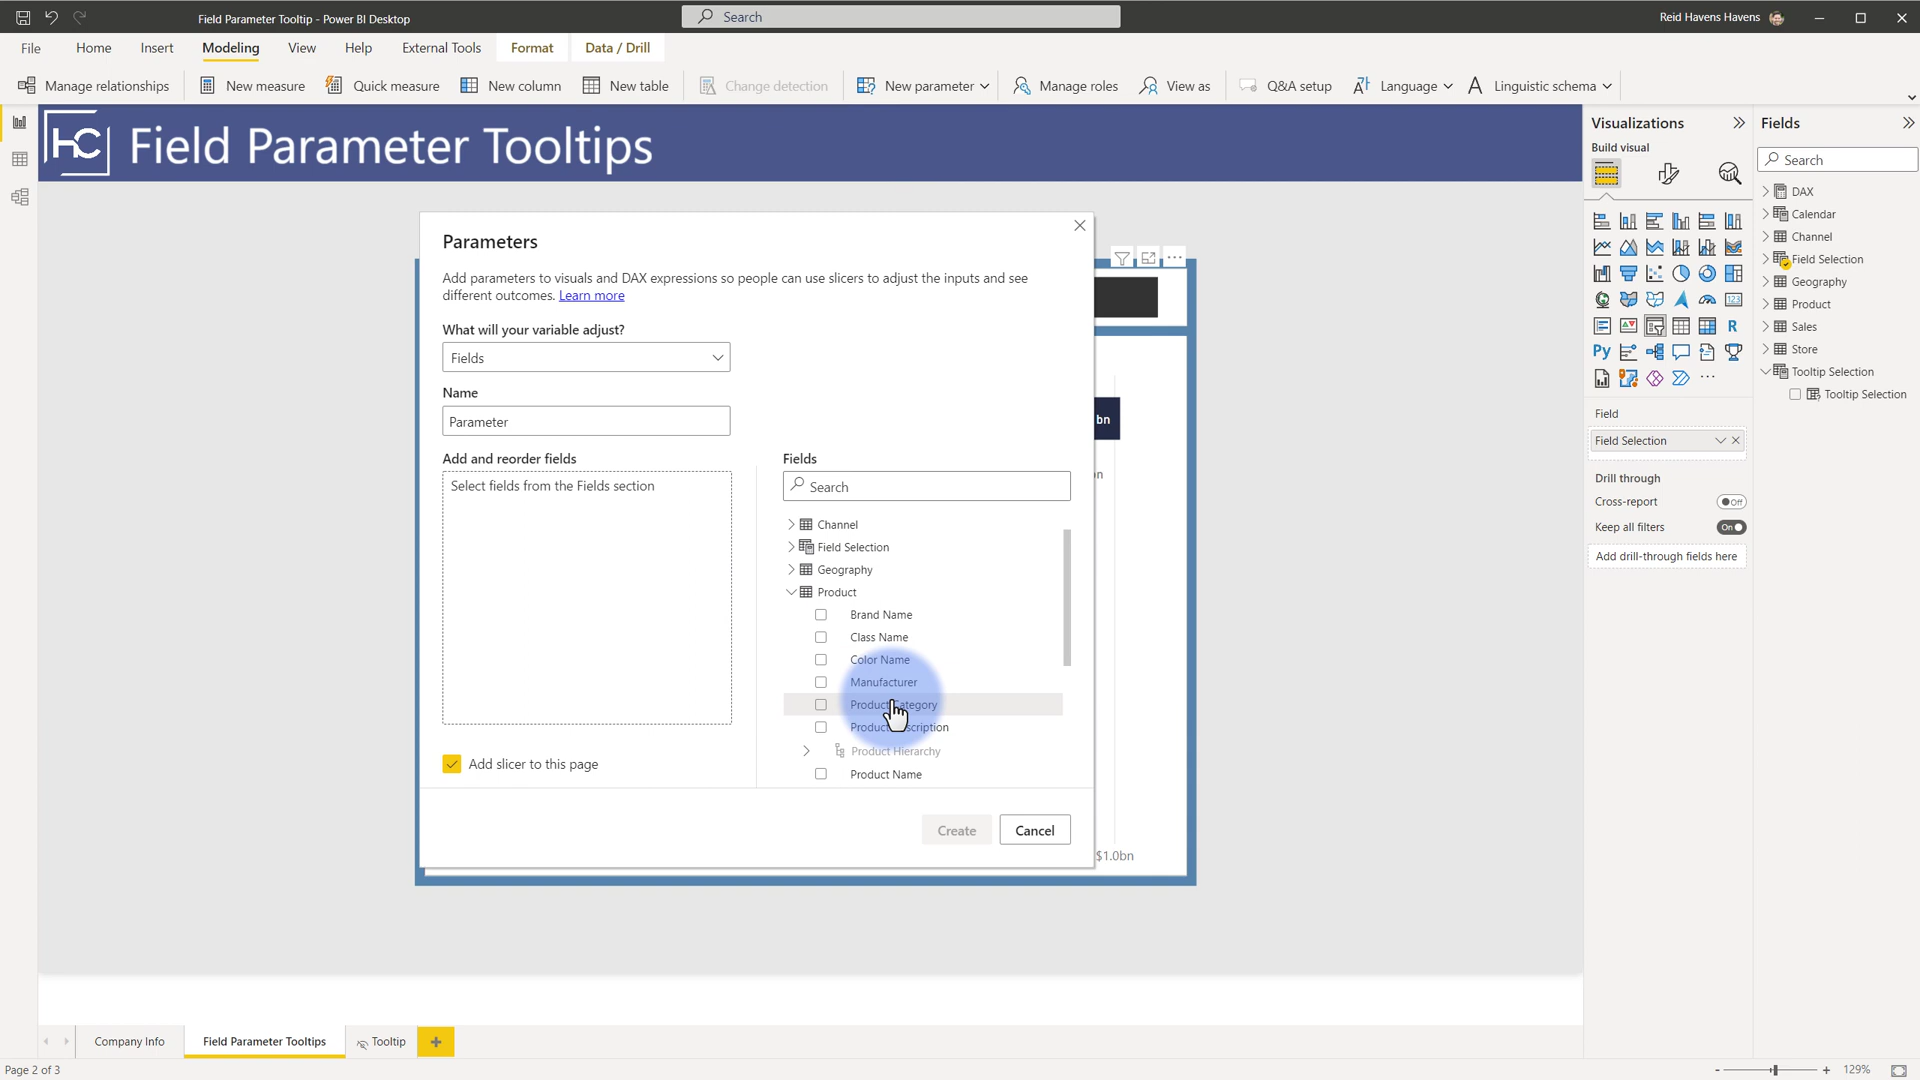 Field Parameter Tooltip - Power BI Desktop
Search
Reid Havens Havens
File
Home
Insert
Modeling
View
Help
External Tools
Format
Data / Drill
Manage relationships
New measure
Quick measure
New column
New table
Change detection
New parameter
Manage roles
View as
Q&A setup
Language
Linguistic schema
HC
Field Parameter Tooltips
Parameters
Add parameters to visuals and DAX expressions so people can use slicers to adjust the inputs and see
different outcomes. Learn more
What will your variable adjust?
Fields
Name
Parameter
Add and reorder fields
Select fields from the Fields section
Add slicer to this page
Fields
Search
Channel
Field Selection
Geography
Product
Brand Name
Class Name
Color Name
Manufacturer
Product Category
Product Description
Product Hierarchy
Product Name
Create
Cancel
bn
$1.0bn
Visualizations
Build visual
R
Py
123
Field
Field Selection
Drill through
Cross-report
Off
Keep all filters
On
Add drill-through fields here
Fields
Search
DAX
Calendar
Channel
Field Selection
Geography
Product
Sales
Store
Tooltip Selection
Tooltip Selection
Company Info
Field Parameter Tooltips
Tooltip
Page 2 of 3
129%